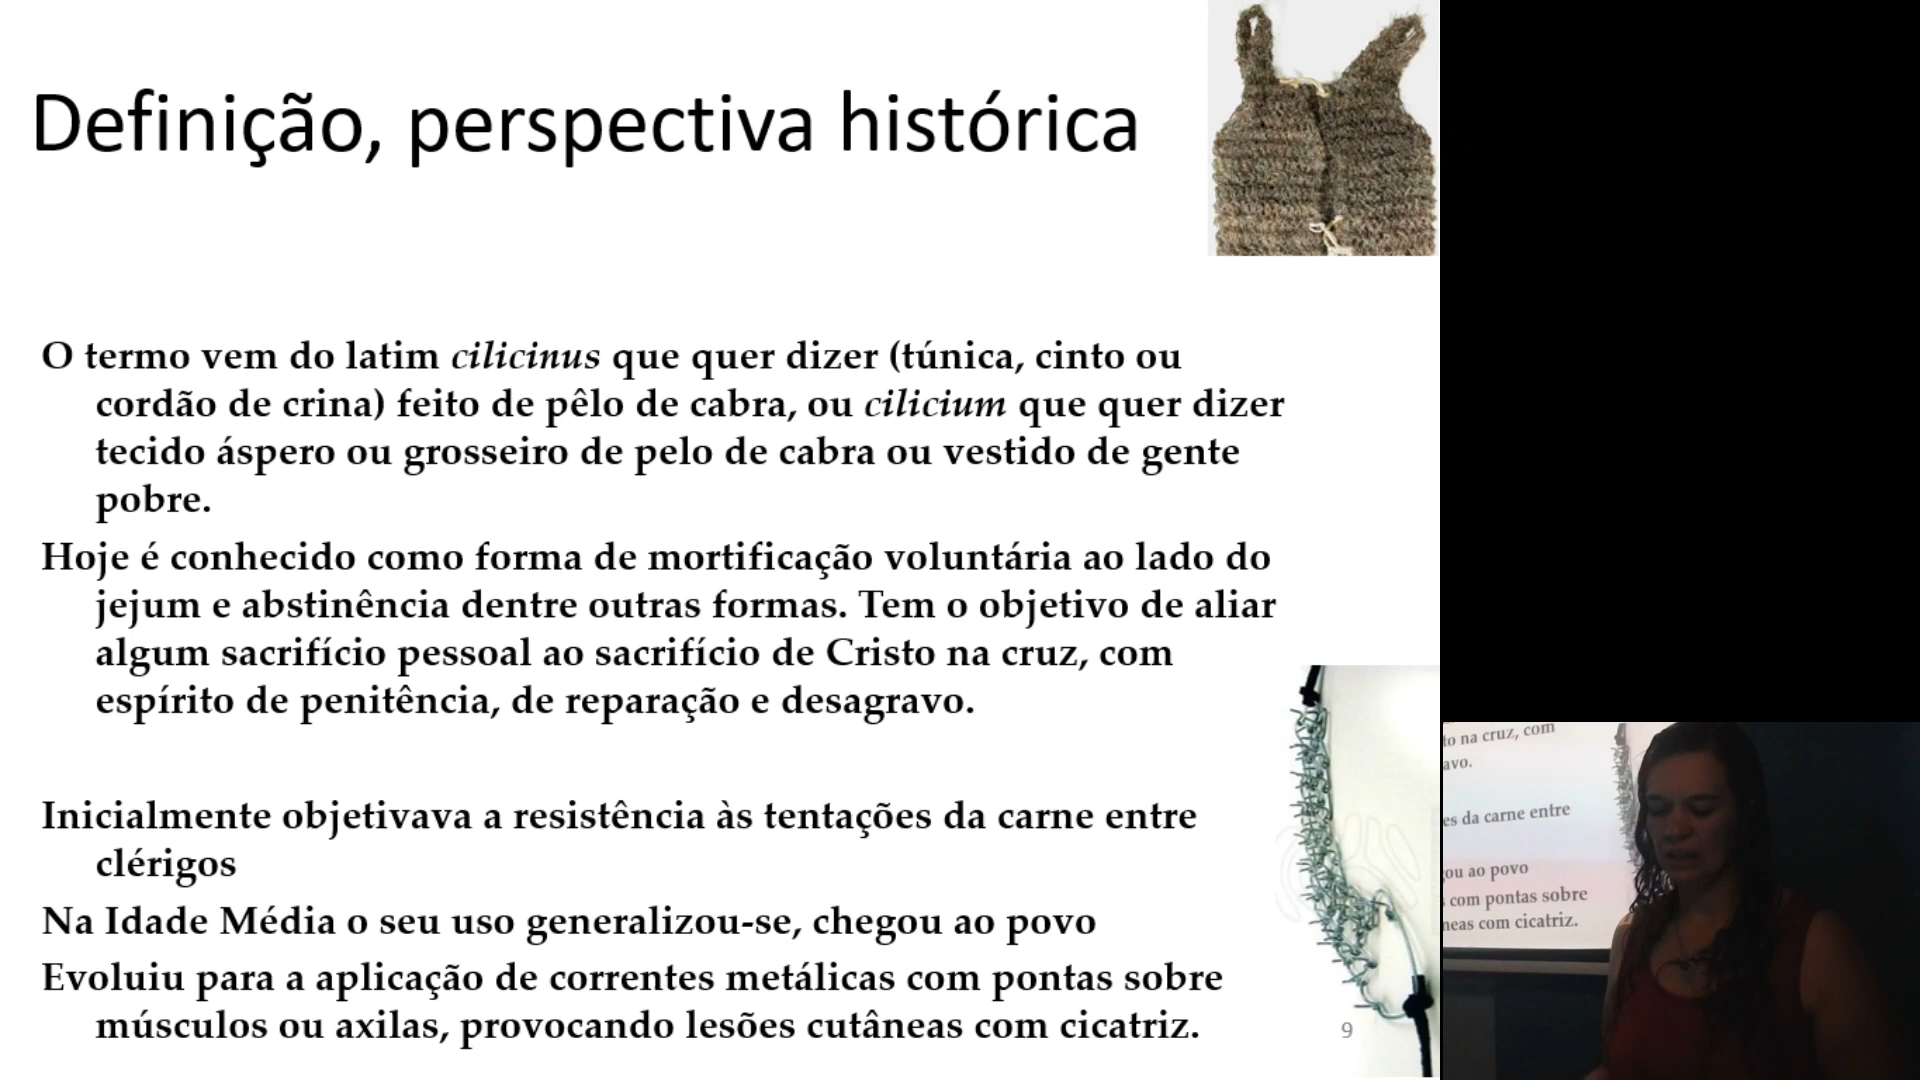 Definição, perspectiva histórica
O termo vem do latim cilicinus que quer dizer (túnica, cinto ou
cordão de crina) feito de pêlo de cabra, ou cilicium que quer dizer
tecido áspero ou grosseiro de pelo de cabra ou vestido de gente
pobre.
Hoje é conhecido como forma de mortificação voluntária ao lado do
jejum e abstinência dentre outras formas. Tem o objetivo de aliar
algum sacrifício pessoal ao sacrifício de Cristo na cruz, com
espírito de penitência, de reparação e desagravo.
Inicialmente objetivava a resistência às tentações da carne entre
clérigos
Na Idade Média o seu uso generalizou-se, chegou ao povo
Evoluiu para a aplicação de correntes metálicas com pontas sobre
músculos ou axilas, provocando lesões cutâneas com cicatriz.
9
to na cruz, com
avo.
es da carne entre
ou ao povo
com pontas sobre
neas com cicatriz.